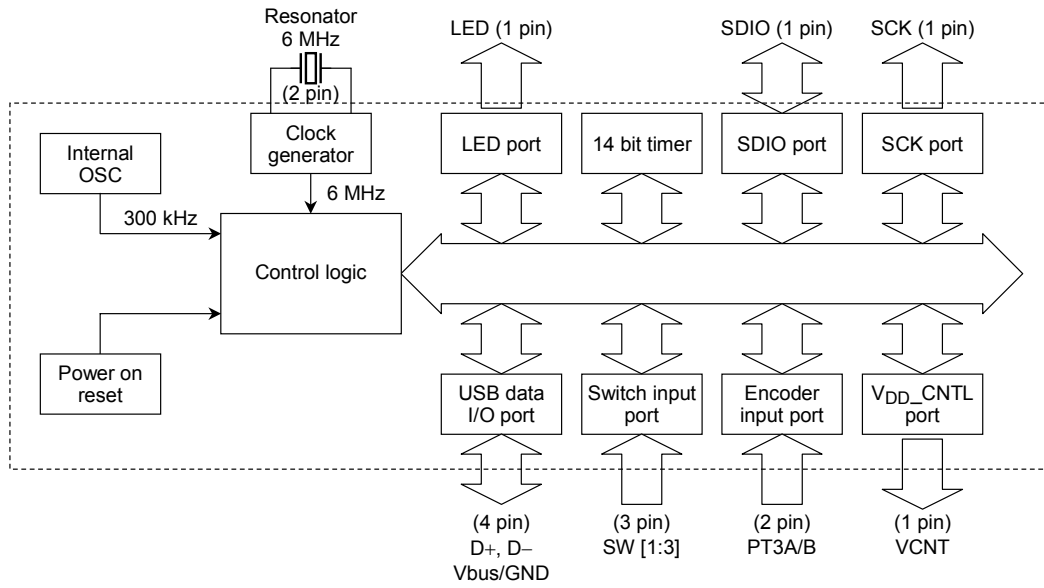 Resonator
6 MHz
(2 pin)
LED (1 pin)
SDIO (1 pin)
SCK (1 pin)
Internal
OSC
Clock
generator
LED port
14 bit timer
SDIO port
SCK port
300 kHz
6 MHz
Control logic
Power on
reset
USB data
I/O port
Switch input
port
Encoder
input port
VDD_CNTL
port
(4 pin)
D+, D−
Vbus/GND
(3 pin)
SW [1:3]
(2 pin)
PT3A/B
(1 pin)
VCNT